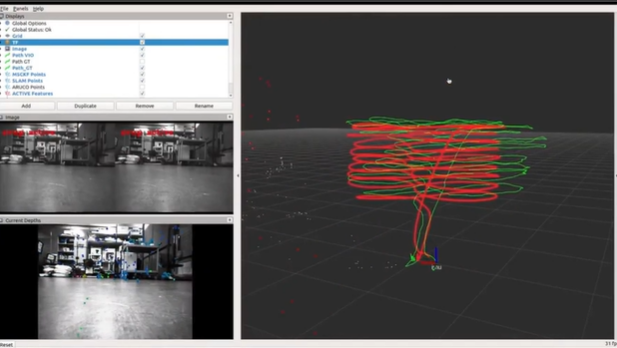 File Panels Help
Displays
Global Options
Global Status: Ok
Grid
TF
Image
Path VIO
Path GT
Path_GT
MSCKF Points
SLAM Points
ARUCO Points
ACTIVE Features
Add
Duplicate
Remove
Rename
Image
Current Depths
Reset
31 fp